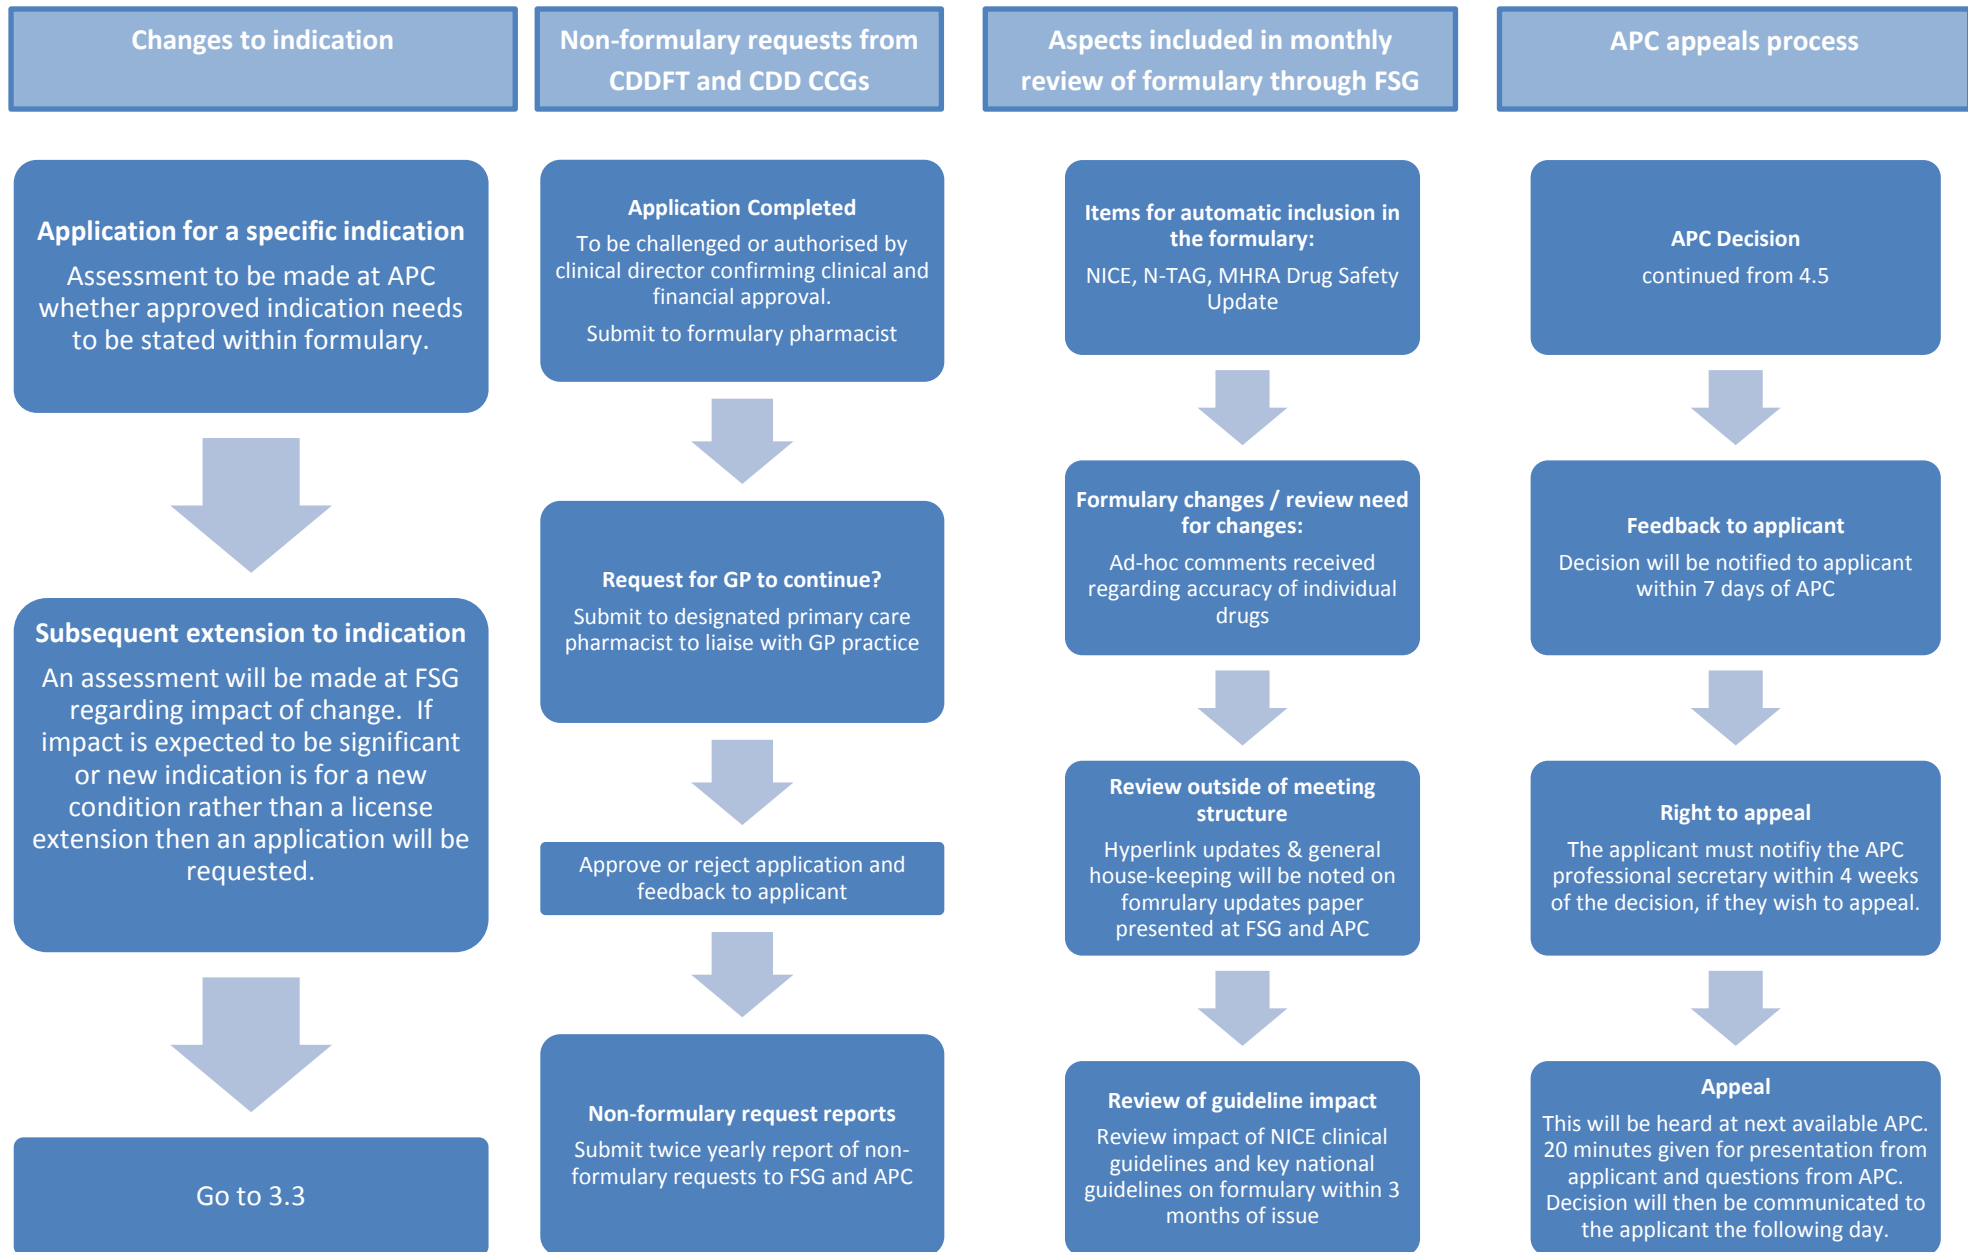 Changes to indication
Application for a specific indication
Assessment to be made at APC
whether approved indication needs
to be stated within formulary.
Subsequent extension to indication
An assessment will be made at FSG
regarding impact of change.  If
impact is expected to be significant
or new indication is for a new
condition rather than a license
extension then an application will be
requested.
Go to 3.3
Non-formulary requests from
CDDFT and CDD CCGs
Application Completed
To be challenged or authorised by
clinical director confirming clinical and
financial approval.
Submit to formulary pharmacist
Request for GP to continue?
Submit to designated primary care
pharmacist to liaise with GP practice
Approve or reject application and
feedback to applicant
Non-formulary request reports
Submit twice yearly report of non-
formulary requests to FSG and APC
Aspects included in monthly
review of formulary through FSG
Items for automatic inclusion in
the formulary:
NICE, N-TAG, MHRA Drug Safety
Update
Formulary changes / review need
for changes:
Ad-hoc comments received
regarding accuracy of individual
drugs
Review outside of meeting
structure
Hyperlink updates & general
house-keeping will be noted on
fomrulary updates paper
presented at FSG and APC
Review of guideline impact
Review impact of NICE clinical
guidelines and key national
guidelines on formulary within 3
months of issue
APC appeals process
APC Decision
continued from 4.5
Feedback to applicant
Decision will be notified to applicant
within 7 days of APC
Right to appeal
The applicant must notifiy the APC
professional secretary within 4 weeks
of the decision, if they wish to appeal.
Appeal
This will be heard at next available APC.
20 minutes given for presentation from
applicant and questions from APC.
Decision will then be communicated to
the applicant the following day.